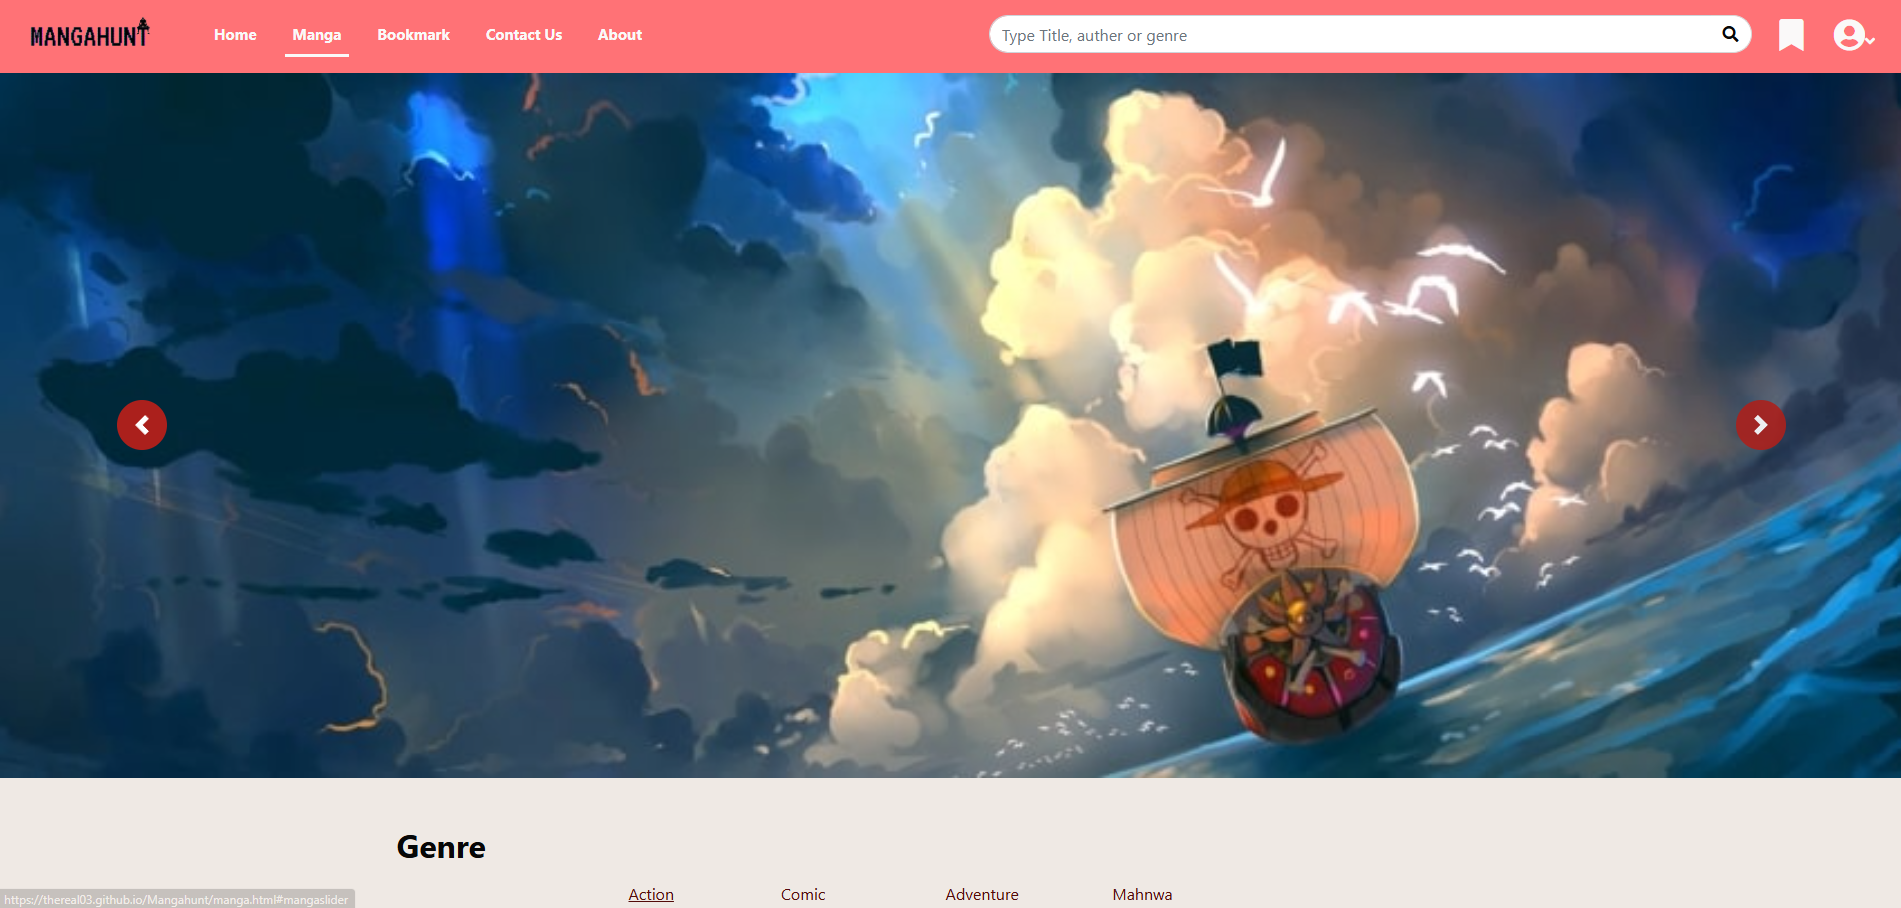 MANGAHUNT
Home Manga Bookmark Contact Us About
Type Title, auther or genre
Genre
Action Comic Adventure Mahnwa
https://thereal03.github.io/Mangahunt/manga.html#mangaslider